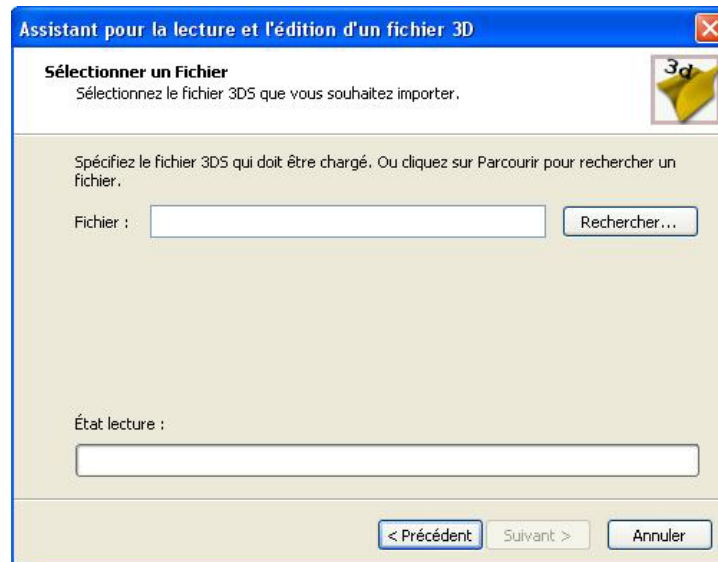 Assistant pour la lecture et l'édition d'un fichier 3D
Sélectionner un Fichier
Sélectionnez le fichier 3DS que vous souhaitez importer.
3d
Spécifiez le fichier 3DS qui doit être chargé. Ou cliquez sur Parcourir pour rechercher un
fichier.
Fichier :
Rechercher...
État lecture :
< Précédent
Suivant >
Annuler